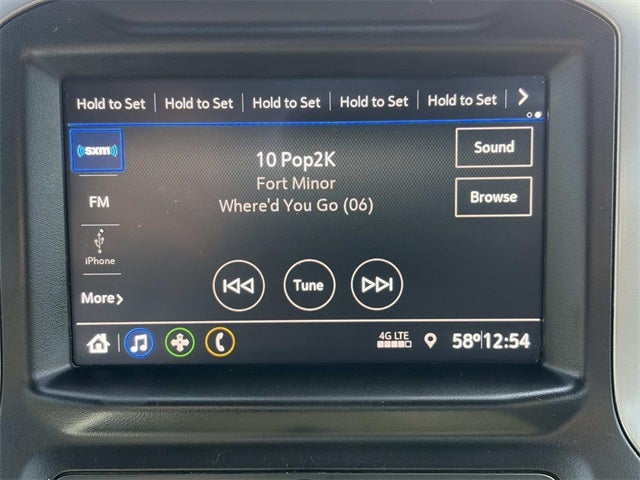 Hold to Set Hold to Set Hold to Set Hold to Set Hold to Set
sxm
10 Pop2K
Sound
Fort Minor
FM
Where'd You Go (06)
Browse
iPhone
More
Tune
4G LTE
58° 12:54